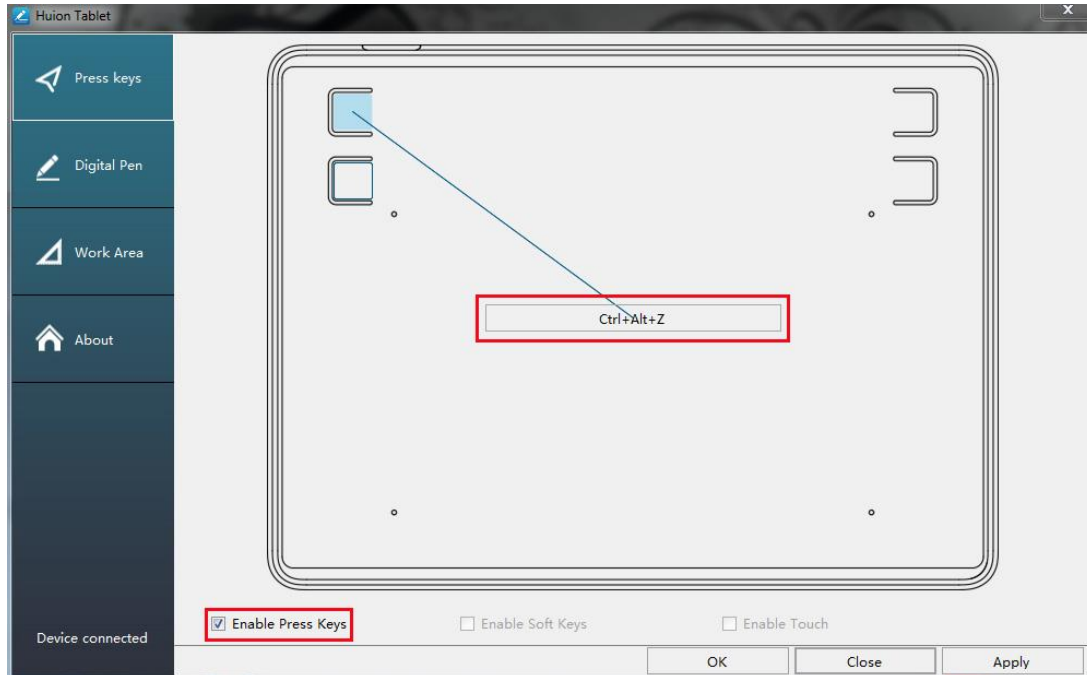 Huion Tablet
x
Press keys
Digital Pen
Work Area
About
Device connected
Ctrl+Alt+Z
Enable Press Keys
Enable Soft Keys
Enable Touch
OK
Close
Apply